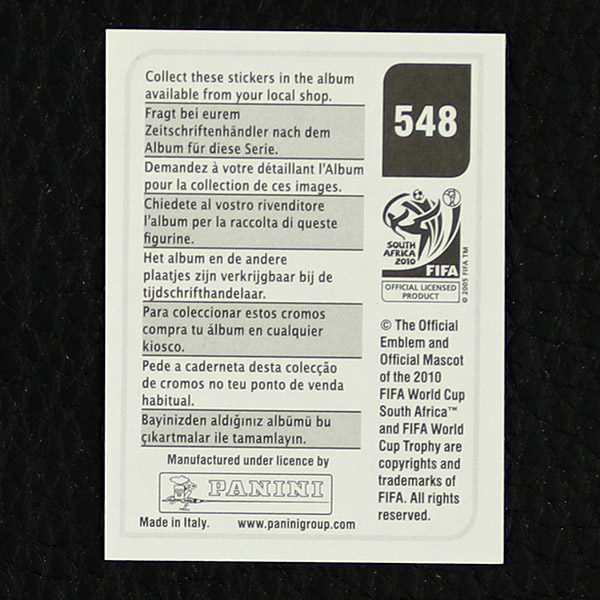 Collect these stickers in the album
available from your local shop.
Fragt bei eurem
Zeitschriftenhändler nach dem
Album für diese Serie.
Demandez à votre détaillant l'Album
pour la collection de ces images.
Chiedete al vostro rivenditore
l'album per la raccolta di queste
figurine.
Het album en de andere
plaatjes zijn verkrijgbaar bij de
tijdschrifthandelaar.
Para coleccionar estos cromos
compra tu álbum en cualquier
kiosco.
Pede a caderneta desta colecção
de cromos no teu ponto de venda
habitual.
Bayinizden aldığınız albümü bu
çıkartmalar ile tamamlayın.
Manufactured under licence by
PANINI
Made in Italy. www.paninigroup.com
548
SOUTH
AFRICA
2010
FIFA
© 2005 FIFA TM
OFFICIAL LICENSED
PRODUCT
© The Official
Emblem and
Official Mascot
of the 2010
FIFA World Cup
South Africa™
and FIFA World
Cup Trophy are
copyrights and
trademarks of
FIFA. All rights
reserved.